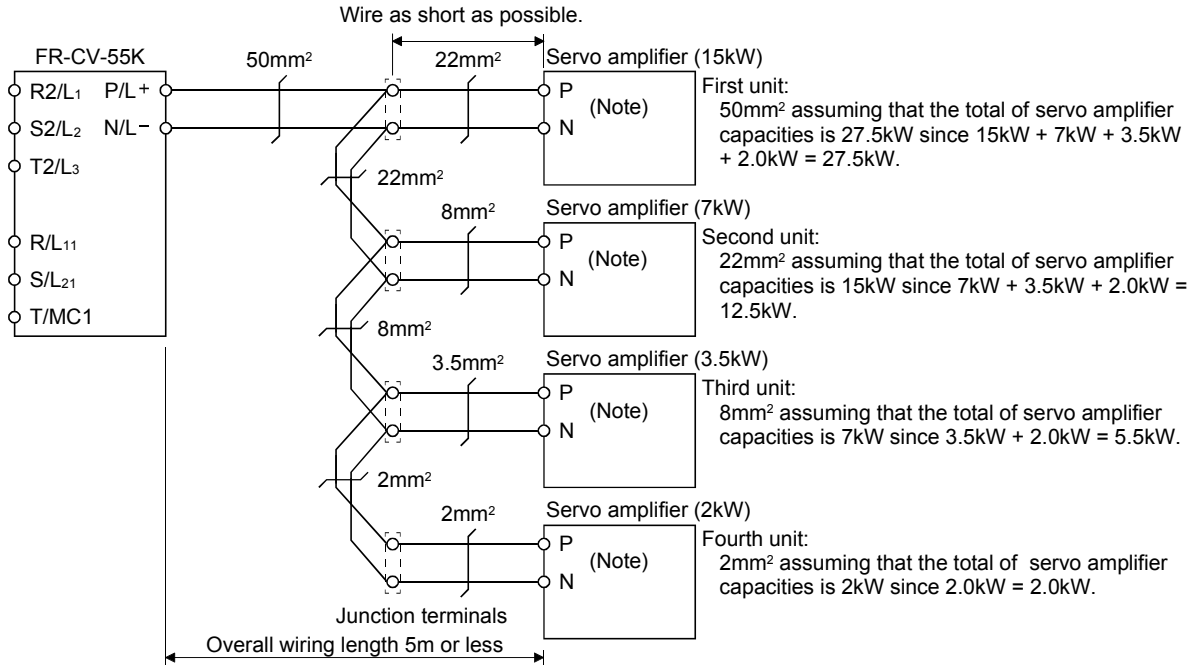 Wire as short as possible.
FR-CV-55K
50mm²
22mm²
Servo amplifier (15kW)
R2/L1 P/L+
S2/L2 N/L−
T2/L3
R/L11
S/L21
T/MC1
P
(Note)
N
First unit:
50mm² assuming that the total of servo amplifier
capacities is 27.5kW since 15kW + 7kW + 3.5kW
+ 2.0kW = 27.5kW.
22mm²
8mm²
Servo amplifier (7kW)
P
(Note)
N
Second unit:
22mm² assuming that the total of servo amplifier
capacities is 15kW since 7kW + 3.5kW + 2.0kW =
12.5kW.
8mm²
3.5mm²
Servo amplifier (3.5kW)
P
(Note)
N
Third unit:
8mm² assuming that the total of servo amplifier
capacities is 7kW since 3.5kW + 2.0kW = 5.5kW.
2mm²
2mm²
Servo amplifier (2kW)
P
(Note)
N
Fourth unit:
2mm² assuming that the total of  servo amplifier
capacities is 2kW since 2.0kW = 2.0kW.
Junction terminals
Overall wiring length 5m or less